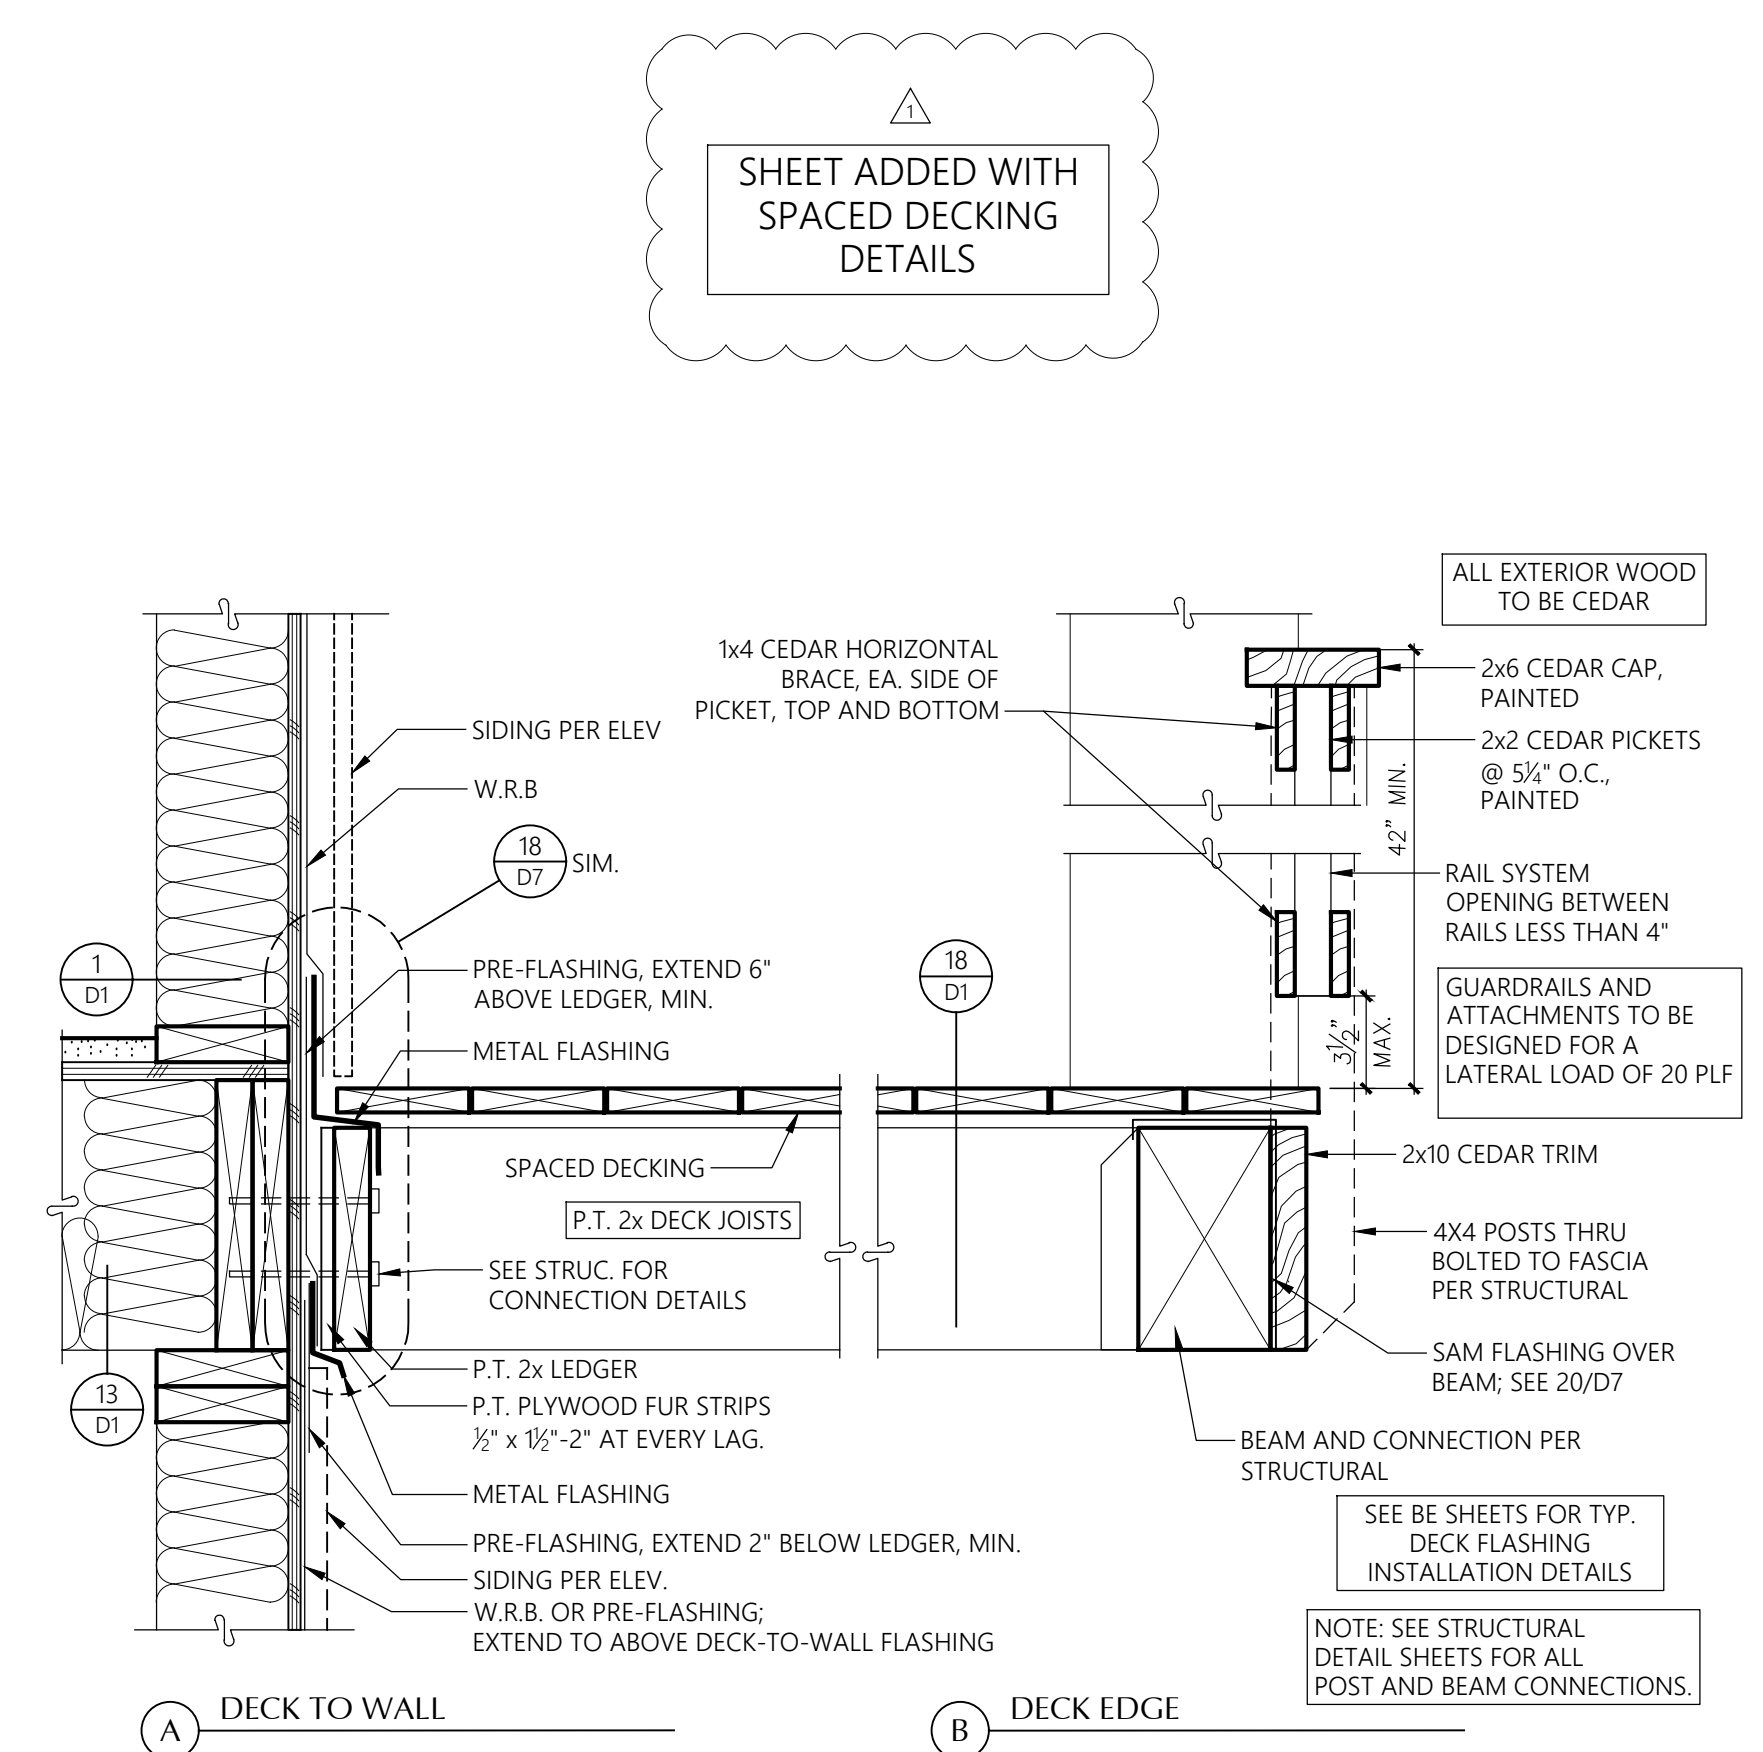 1
SHEET ADDED WITH
SPACED DECKING
DETAILS
ALL EXTERIOR WOOD
TO BE CEDAR
1x4 CEDAR HORIZONTAL
BRACE, EA. SIDE OF
PICKET, TOP AND BOTTOM
2x6 CEDAR CAP,
PAINTED
SIDING PER ELEV
2x2 CEDAR PICKETS
@ 5¼" O.C.,
PAINTED
W.R.B
42" MIN.
18
D7
SIM.
RAIL SYSTEM
OPENING BETWEEN
RAILS LESS THAN 4"
1
D1
PRE-FLASHING, EXTEND 6"
ABOVE LEDGER, MIN.
18
D1
GUARDRAILS AND
ATTACHMENTS TO BE
DESIGNED FOR A
LATERAL LOAD OF 20 PLF
3½"
MAX.
METAL FLASHING
SPACED DECKING
2x10 CEDAR TRIM
P.T. 2x DECK JOISTS
4X4 POSTS THRU
BOLTED TO FASCIA
PER STRUCTURAL
SEE STRUC. FOR
CONNECTION DETAILS
SAM FLASHING OVER
BEAM; SEE 20/D7
P.T. 2x LEDGER
13
D1
P.T. PLYWOOD FUR STRIPS
½" x 1½"-2" AT EVERY LAG.
BEAM AND CONNECTION PER
STRUCTURAL
METAL FLASHING
SEE BE SHEETS FOR TYP.
DECK FLASHING
INSTALLATION DETAILS
PRE-FLASHING, EXTEND 2" BELOW LEDGER, MIN.
SIDING PER ELEV.
W.R.B. OR PRE-FLASHING;
EXTEND TO ABOVE DECK-TO-WALL FLASHING
NOTE: SEE STRUCTURAL
DETAIL SHEETS FOR ALL
POST AND BEAM CONNECTIONS.
A
DECK TO WALL
B
DECK EDGE